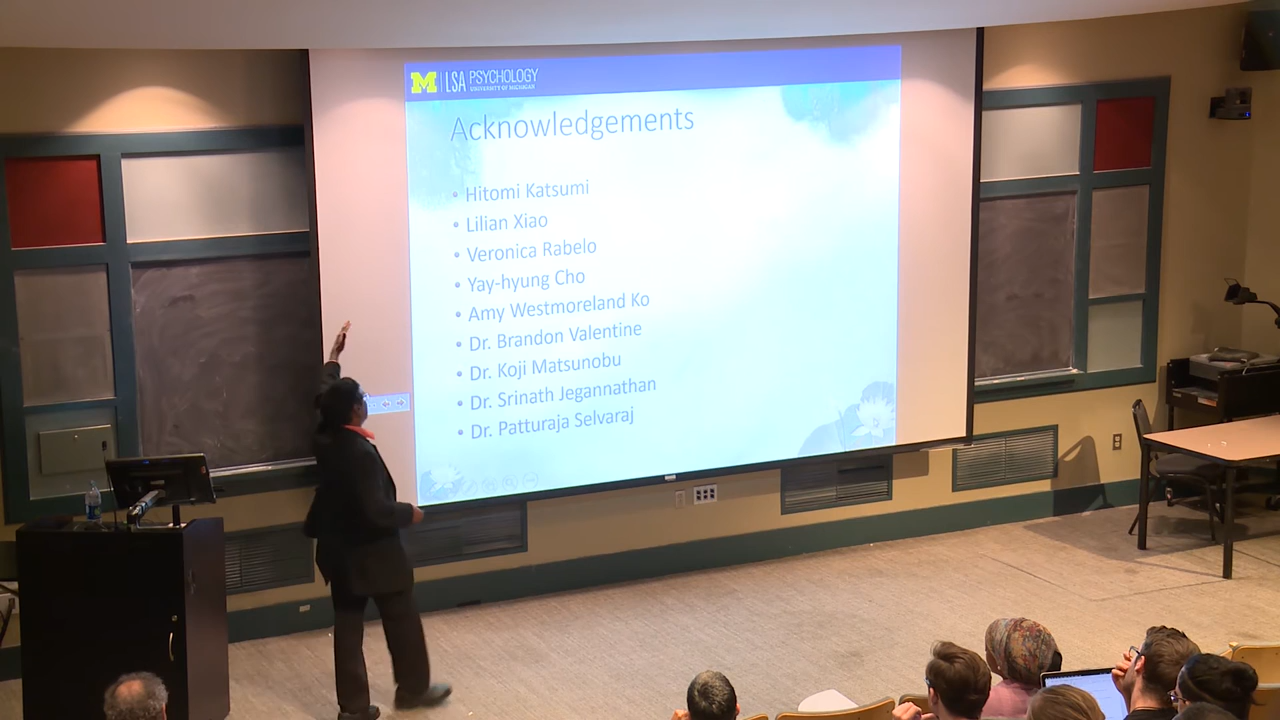 M LSA PSYCHOLOGY
UNIVERSITY OF MICHIGAN
Acknowledgements
• Hitomi Katsumi
• Lilian Xiao
• Veronica Rabelo
• Yay-hyung Cho
• Amy Westmoreland Ko
• Dr. Brandon Valentine
• Dr. Koji Matsunobu
• Dr. Srinath Jegannathan
• Dr. Patturaja Selvaraj